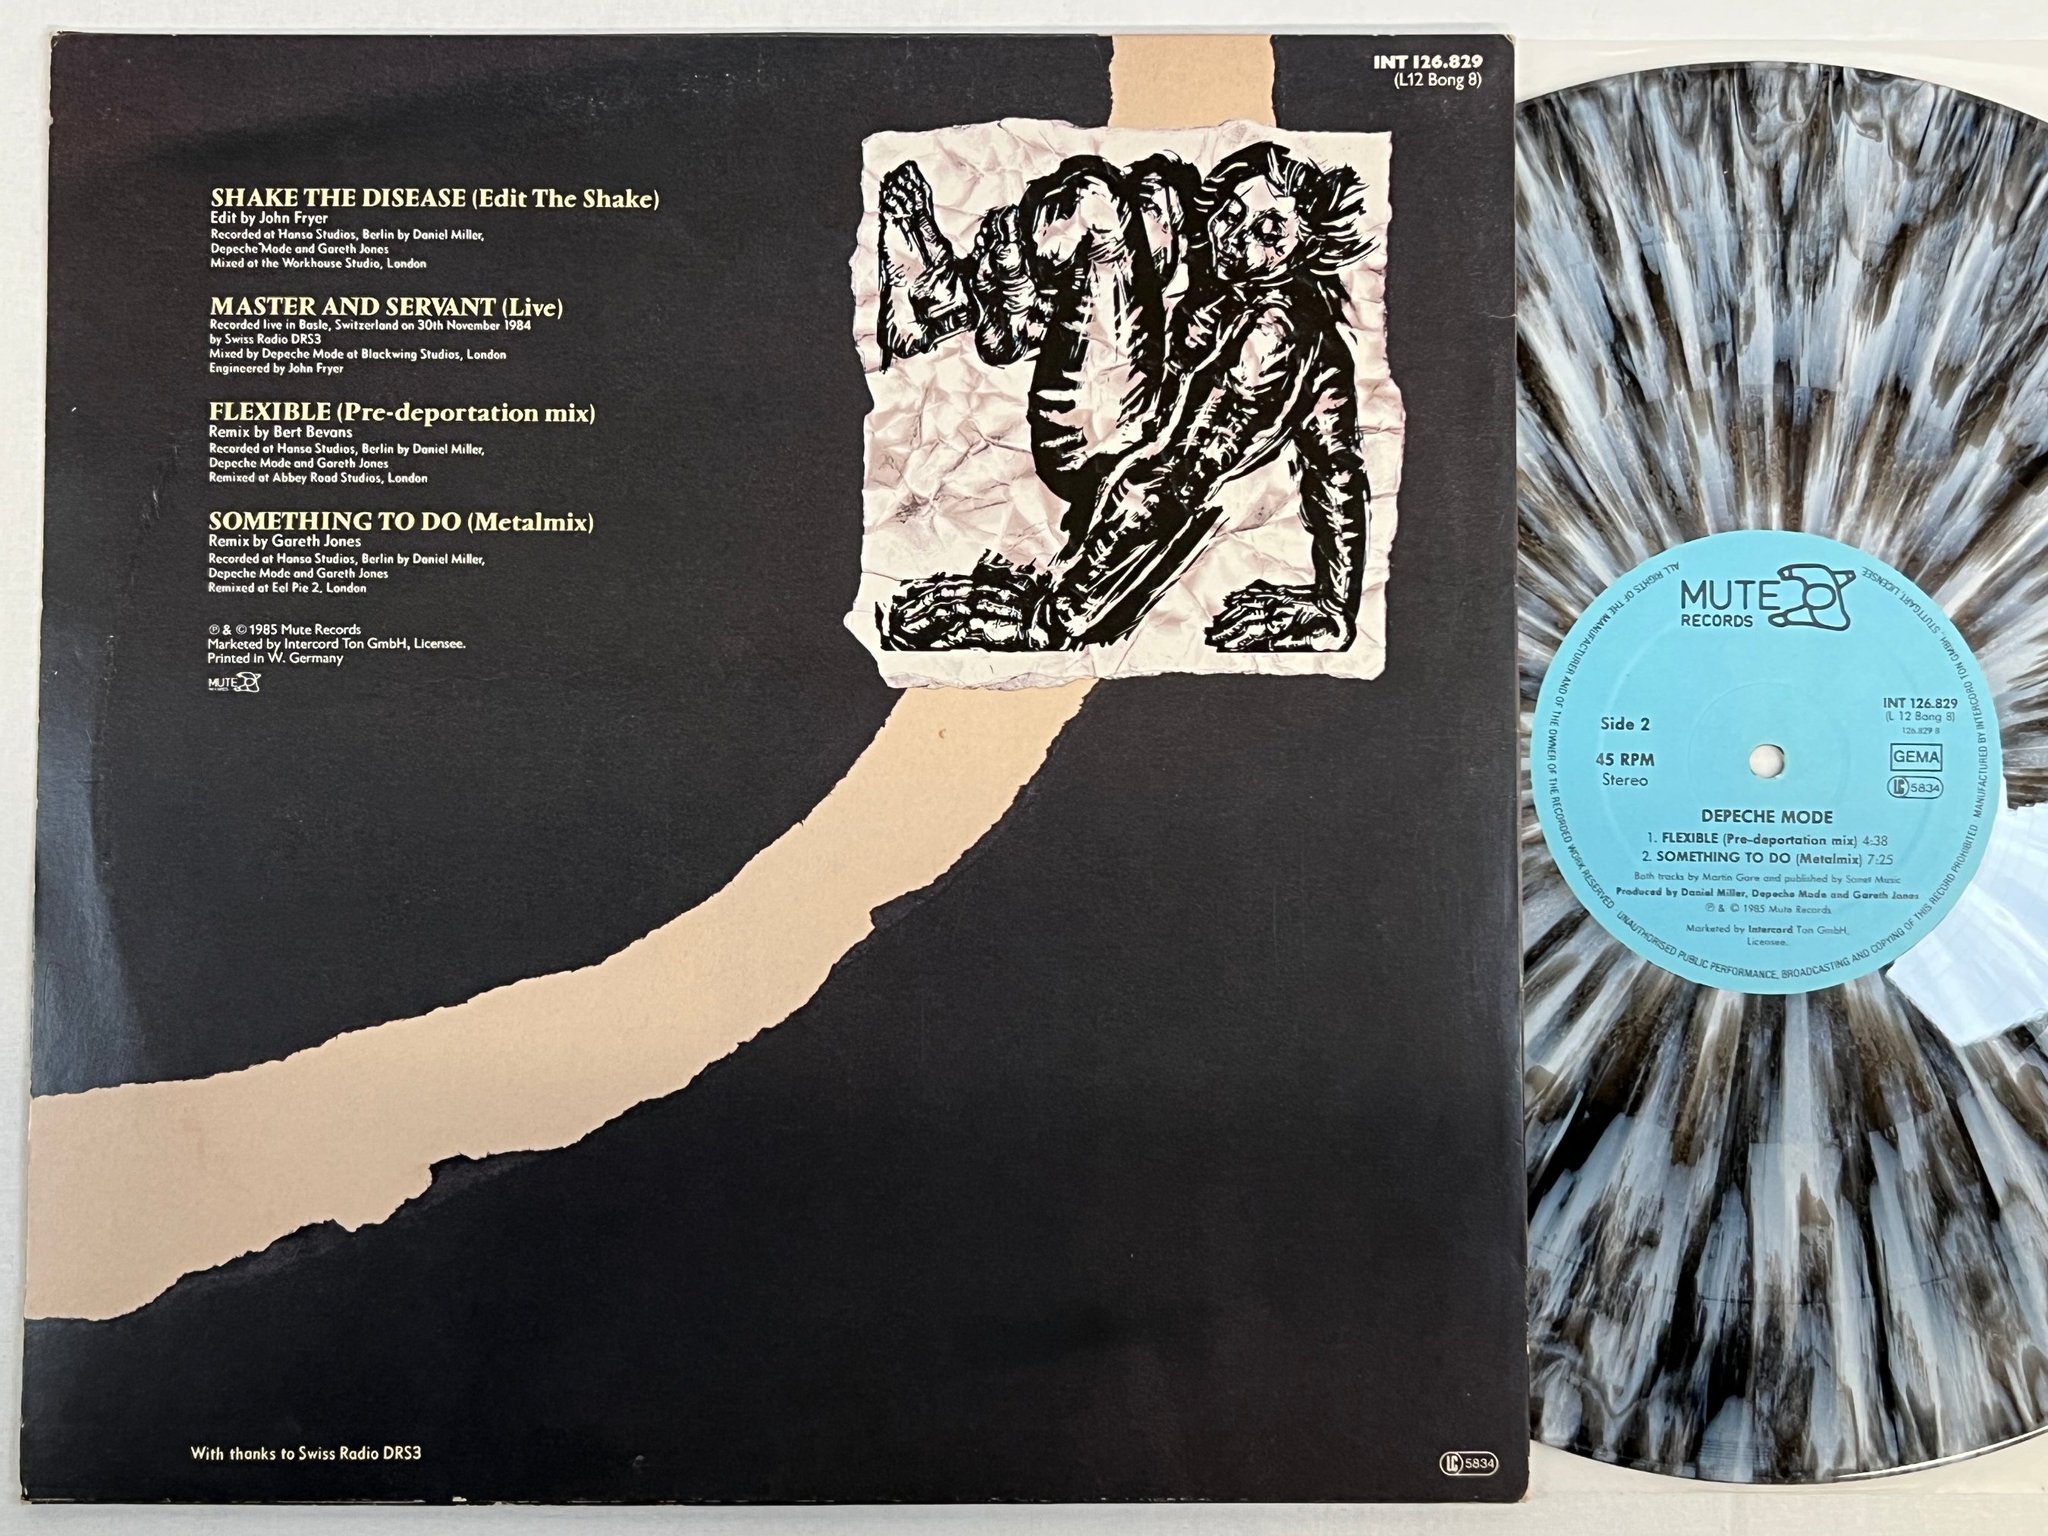 INT 126.829
(L12 Bong 8)
SHAKE THE DISEASE (Edit The Shake)
Edit by John Fryer
Recorded at Hansa Studios, Berlin by Daniel Miller,
Depeche Mode and Gareth Jones
Mixed at the Workhouse Studio, London
MASTER AND SERVANT (Live)
Recorded live in Basle, Switzerland on 30th November 1984
by Swiss Radio DRS3
Mixed by Depeche Mode at Blackwing Studios, London
Engineered by John Fryer
FLEXIBLE (Pre-deportation mix)
Remix by Bert Bevans
Recorded at Hansa Studios, Berlin by Daniel Miller,
Depeche Mode and Gareth Jones
Remixed at Abbey Road Studios, London
SOMETHING TO DO (Metalmix)
Remix by Gareth Jones
Recorded at Hansa Studios, Berlin by Daniel Miller,
Depeche Mode and Gareth Jones
Remixed at Eel Pie 2, London
℗ & © 1985 Mute Records
Marketed by Intercord Ton GmbH, Licensee.
Printed in W. Germany
MUTE
RECORDS
With thanks to Swiss Radio DRS3
LC 5834
MUTE
RECORDS
INT 126.829
(L 12 Bong 8)
126.829 B
Side 2
45 RPM
Stereo
GEMA
LC 5834
DEPECHE MODE
1. FLEXIBLE (Pre-deportation mix) 4:38
2. SOMETHING TO DO (Metalmix) 7:25
Both tracks by Martin Gore and published by Sonet Music
Produced by Daniel Miller, Depeche Mode and Gareth Jones
℗ & © 1985 Mute Records
Marketed by Intercord Ton GmbH,
Licensee.
ALL RIGHTS OF THE MANUFACTURER AND OF THE OWNER OF THE RECORDED WORK RESERVED UNAUTHORISED PUBLIC PERFORMANCE, BROADCASTING AND COPYING OF THIS RECORD PROHIBITED MANUFACTURED BY INTERCORD TON GMBH, STUTTGART LICENSEE